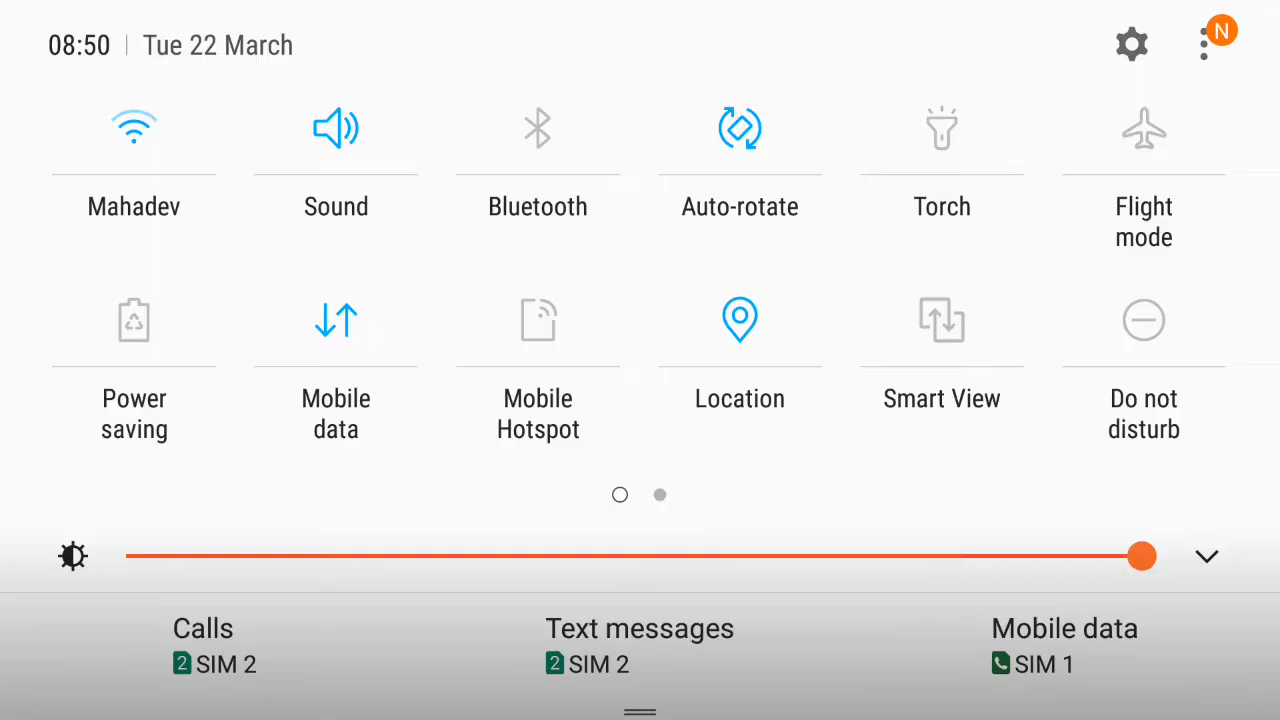 08:50 | Tue 22 March
N
Mahadev
Sound
Bluetooth
Auto-rotate
Torch
Flight
mode
Power
saving
Mobile
data
Mobile
Hotspot
Location
Smart View
Do not
disturb
Calls
2 SIM 2
Text messages
2 SIM 2
Mobile data
SIM 1